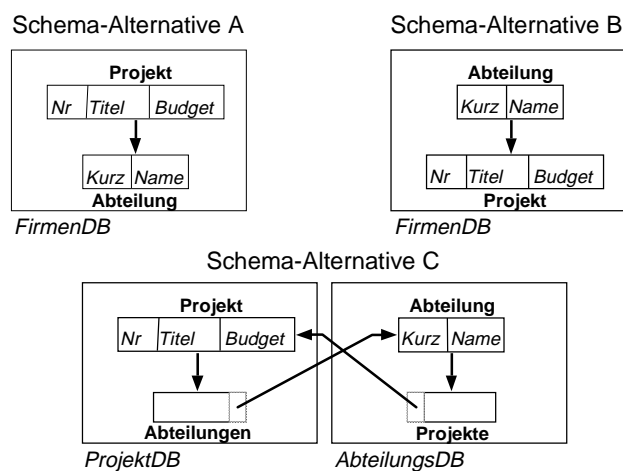 Schema-Alternative A
Projekt
Nr Titel Budget
Kurz Name
Abteilung
FirmenDB
Schema-Alternative B
Abteilung
Kurz Name
Nr Titel Budget
Projekt
FirmenDB
Schema-Alternative C
Projekt
Nr Titel Budget
Abteilungen
ProjektDB
Abteilung
Kurz Name
Projekte
AbteilungsDB